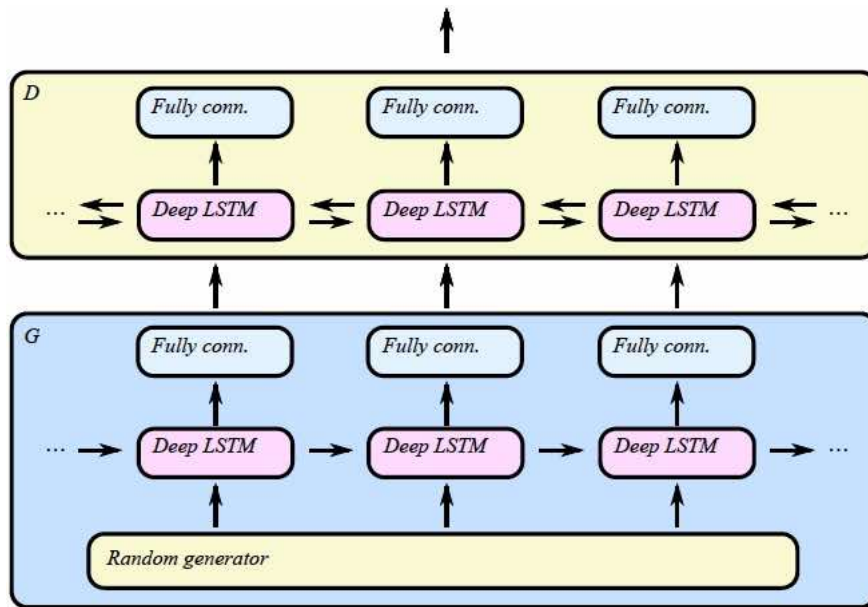 D
Fully conn. Fully conn. Fully conn.
... Deep LSTM Deep LSTM Deep LSTM ...
G
Fully conn. Fully conn. Fully conn.
... Deep LSTM Deep LSTM Deep LSTM ...
Random generator